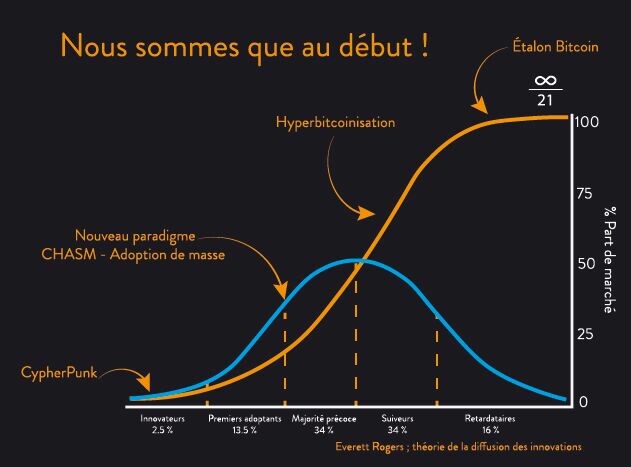 Nous sommes que au début !
Étalon Bitcoin
∞
21
Hyperbitcoinisation
100
75
% Part de marché
Nouveau paradigme
CHASM - Adoption de masse
50
25
CypherPunk
0
Innovateurs
2.5 %
Premiers adoptants
13.5 %
Majorité précoce
34 %
Suiveurs
34 %
Retardataires
16 %
Everett Rogers ; théorie de la diffusion des innovations